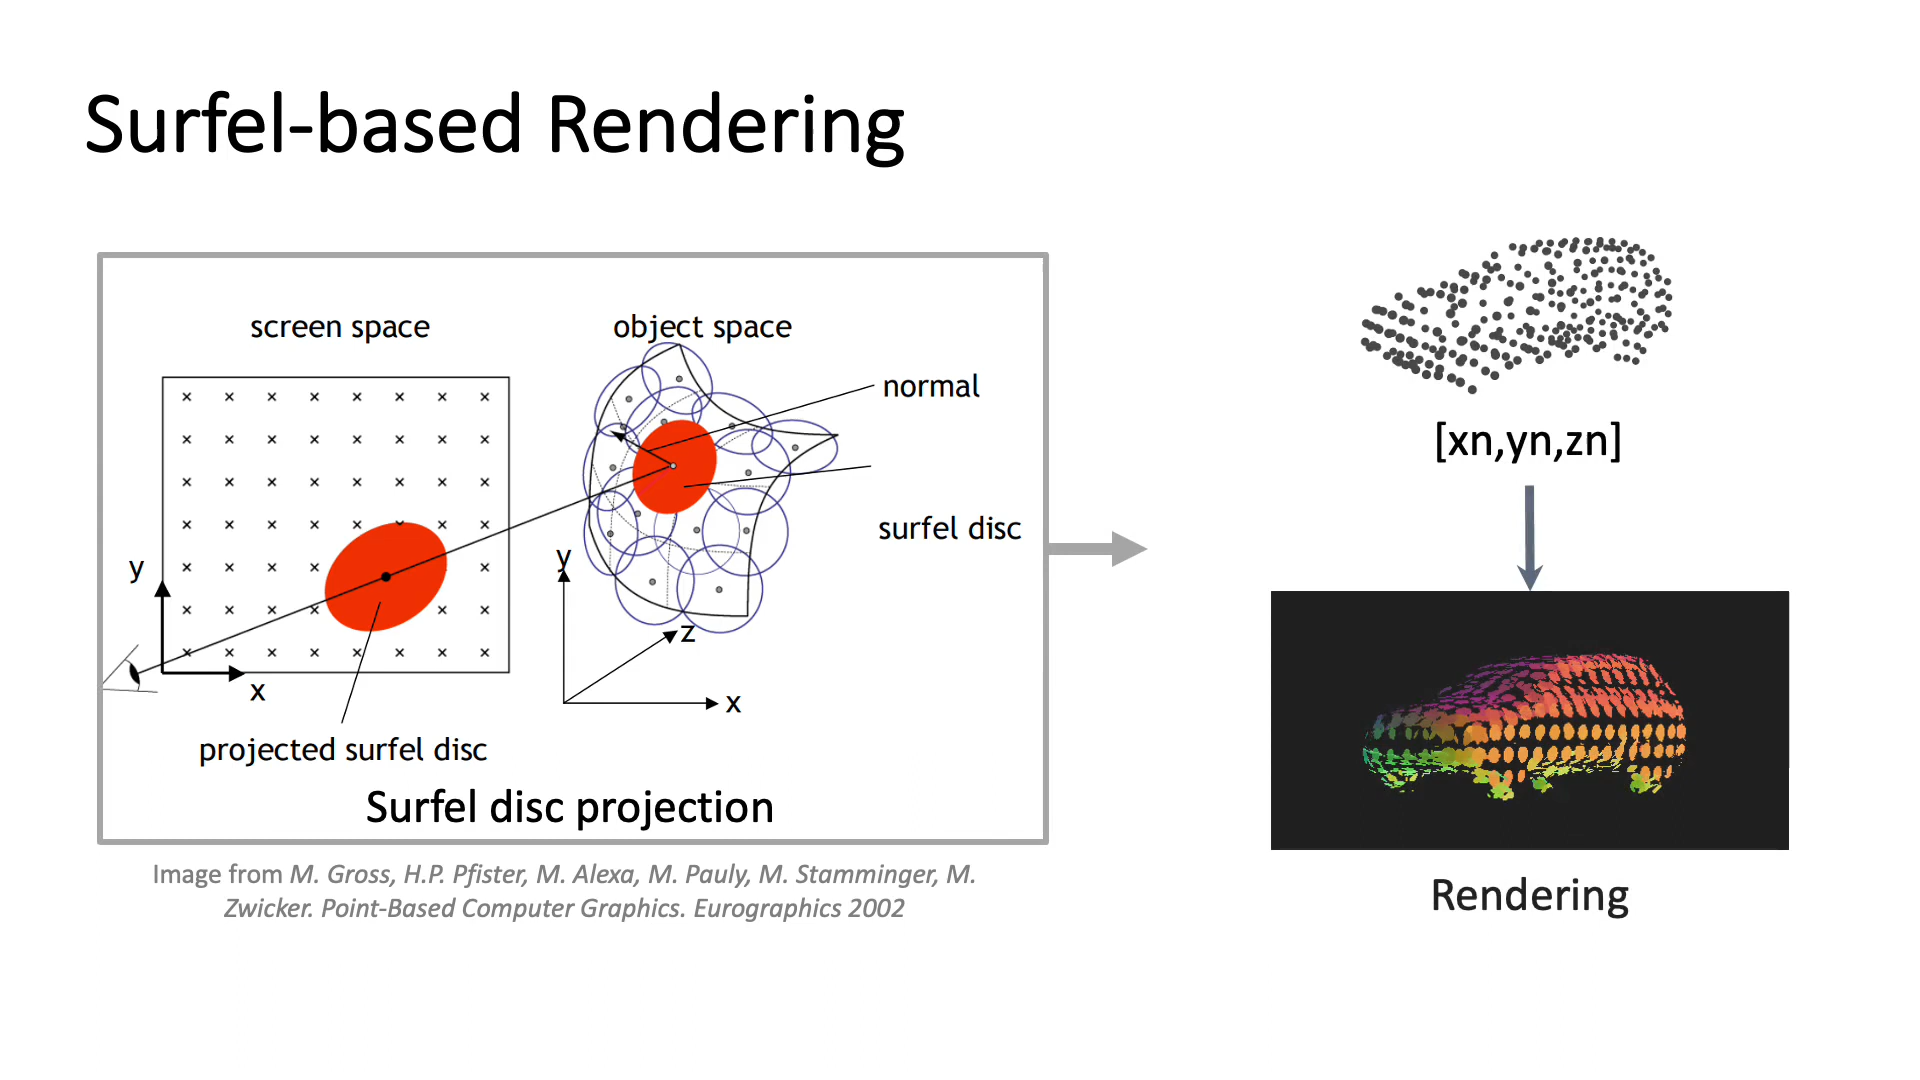 Surfel-based Rendering
screen space
object space
normal
surfel disc
y
x
y
z
x
projected surfel disc
Surfel disc projection
Image from M. Gross, H.P. Pfister, M. Alexa, M. Pauly, M. Stamminger, M.
Zwicker. Point-Based Computer Graphics. Eurographics 2002
[xn,yn,zn]
Rendering